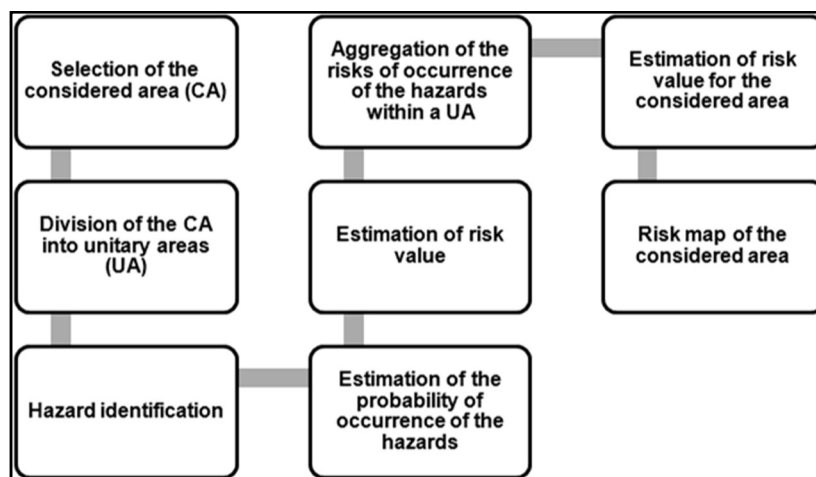 Selection of the
considered area (CA)
Division of the CA
into unitary areas
(UA)
Hazard identification
Estimation of the
probability of
occurrence of the
hazards
Estimation of risk
value
Aggregation of the
risks of occurrence
of the hazards
within a UA
Estimation of risk
value for the
considered area
Risk map of the
considered area